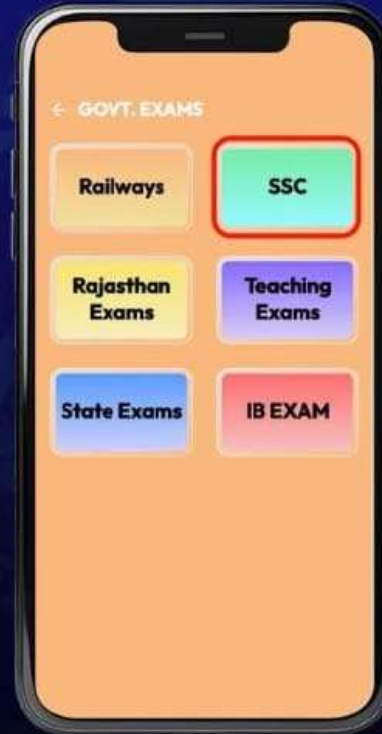 ← GOVT. EXAMS
Railways
SSC
Rajasthan
Exams
Teaching
Exams
State Exams
IB EXAM